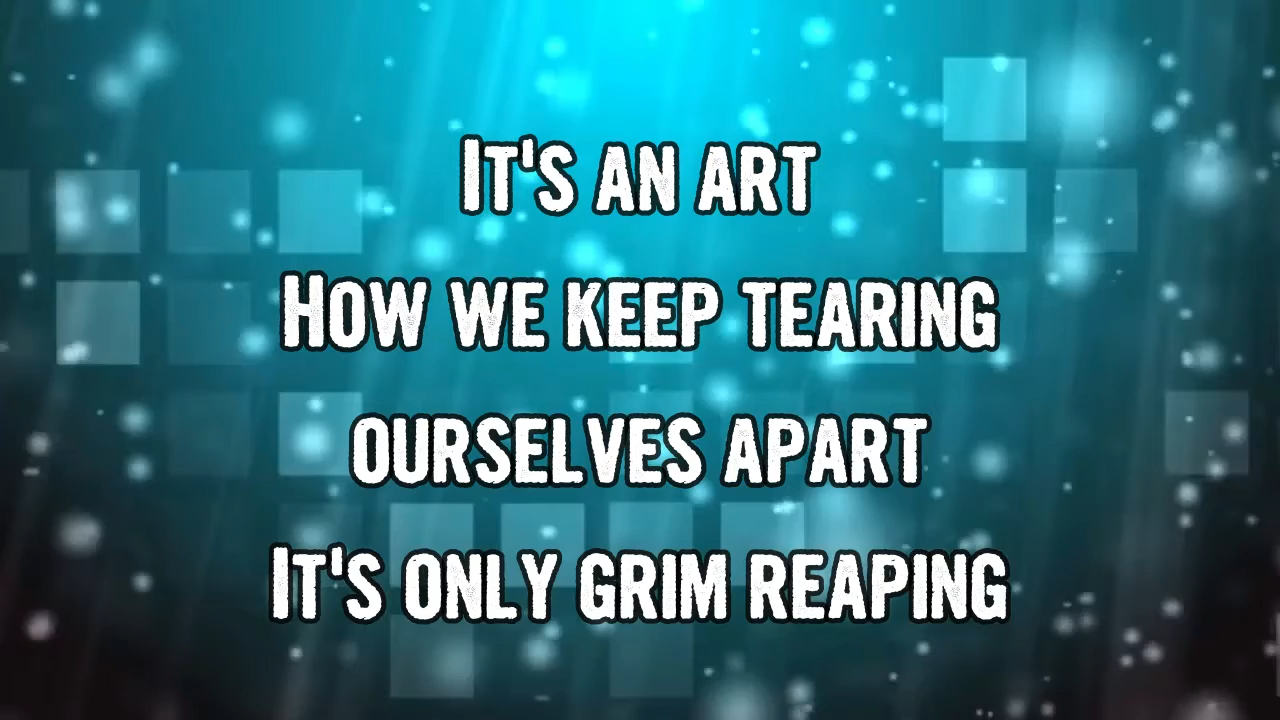 It's an art
How we keep tearing
ourselves apart
It's only grim reaping